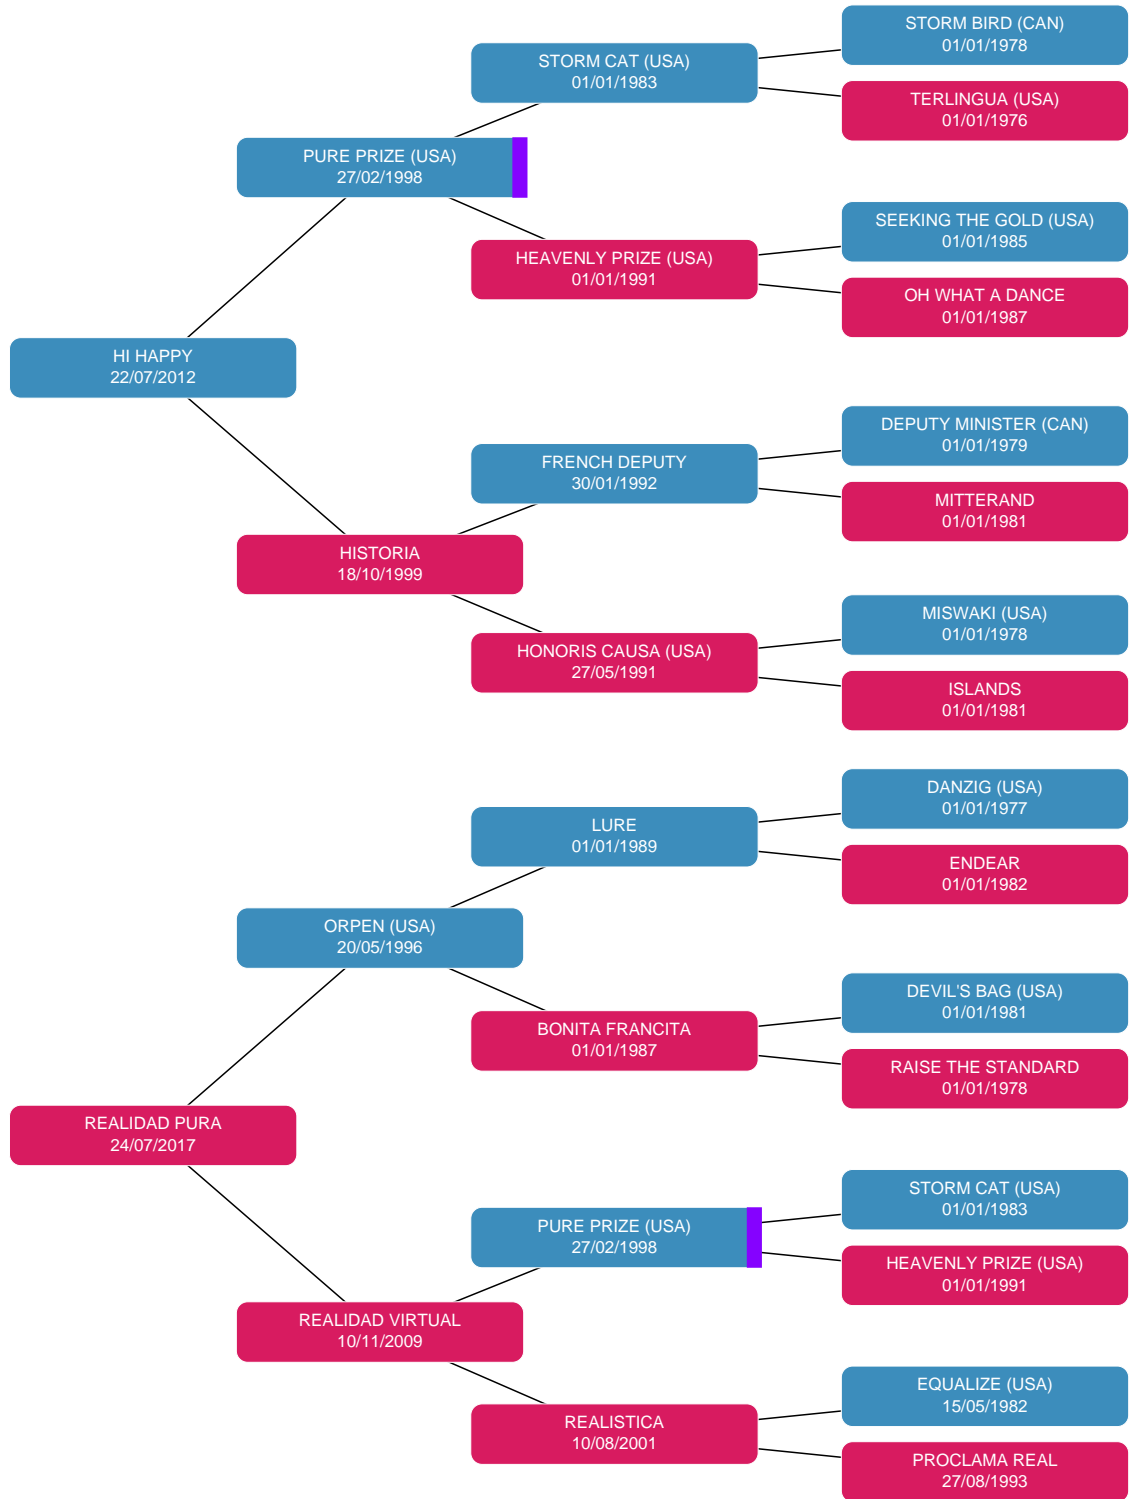 STORM BIRD (CAN)
01/01/1978
STORM CAT (USA)
01/01/1983
TERLINGUA (USA)
01/01/1976
PURE PRIZE (USA)
27/02/1998
SEEKING THE GOLD (USA)
01/01/1985
HEAVENLY PRIZE (USA)
01/01/1991
OH WHAT A DANCE
01/01/1987
HI HAPPY
22/07/2012
DEPUTY MINISTER (CAN)
01/01/1979
FRENCH DEPUTY
30/01/1992
MITTERAND
01/01/1981
HISTORIA
18/10/1999
MISWAKI (USA)
01/01/1978
HONORIS CAUSA (USA)
27/05/1991
ISLANDS
01/01/1981
DANZIG (USA)
01/01/1977
LURE
01/01/1989
ENDEAR
01/01/1982
ORPEN (USA)
20/05/1996
DEVIL'S BAG (USA)
01/01/1981
BONITA FRANCITA
01/01/1987
RAISE THE STANDARD
01/01/1978
REALIDAD PURA
24/07/2017
STORM CAT (USA)
01/01/1983
PURE PRIZE (USA)
27/02/1998
HEAVENLY PRIZE (USA)
01/01/1991
REALIDAD VIRTUAL
10/11/2009
EQUALIZE (USA)
15/05/1982
REALISTICA
10/08/2001
PROCLAMA REAL
27/08/1993